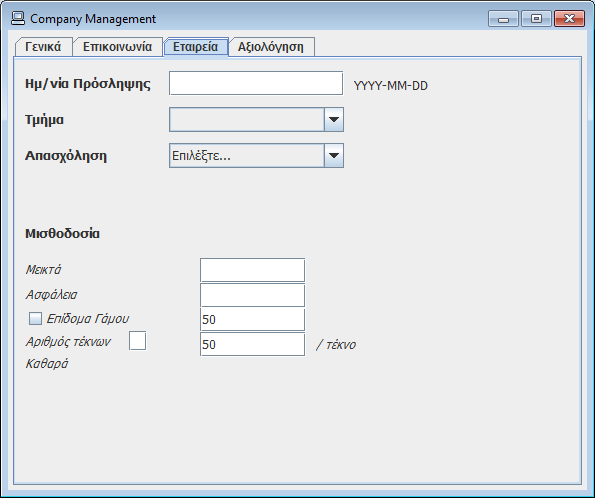 Company Management
Γενικά Επικοινωνία Εταιρεία Αξιολόγηση
Ημ/νία Πρόσληψης YYYY-MM-DD
Τμήμα
Απασχόληση Επιλέξτε...
Μισθοδοσία
Μεικτά
Ασφάλεια
Επίδομα Γάμου 50
Αριθμός τέκνων 50 / τέκνο
Καθαρά